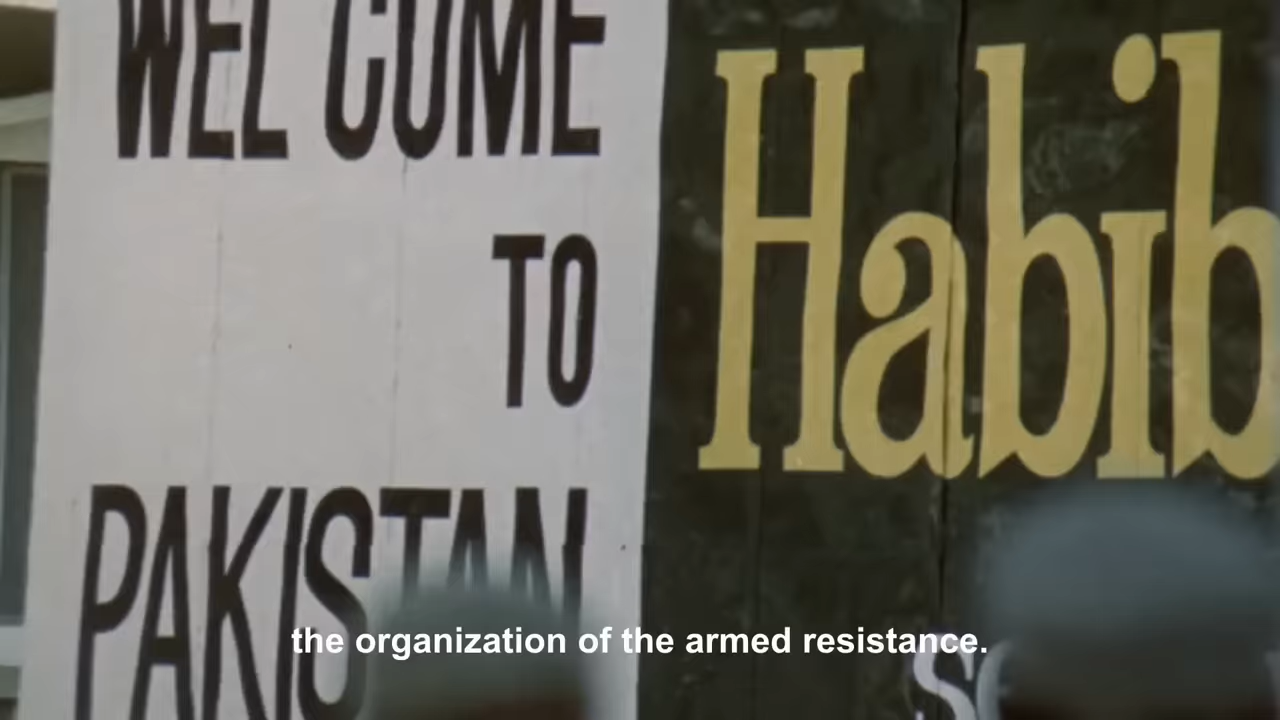 WEL COME
TO
PAKISTAN
Habib
the organization of the armed resistance.